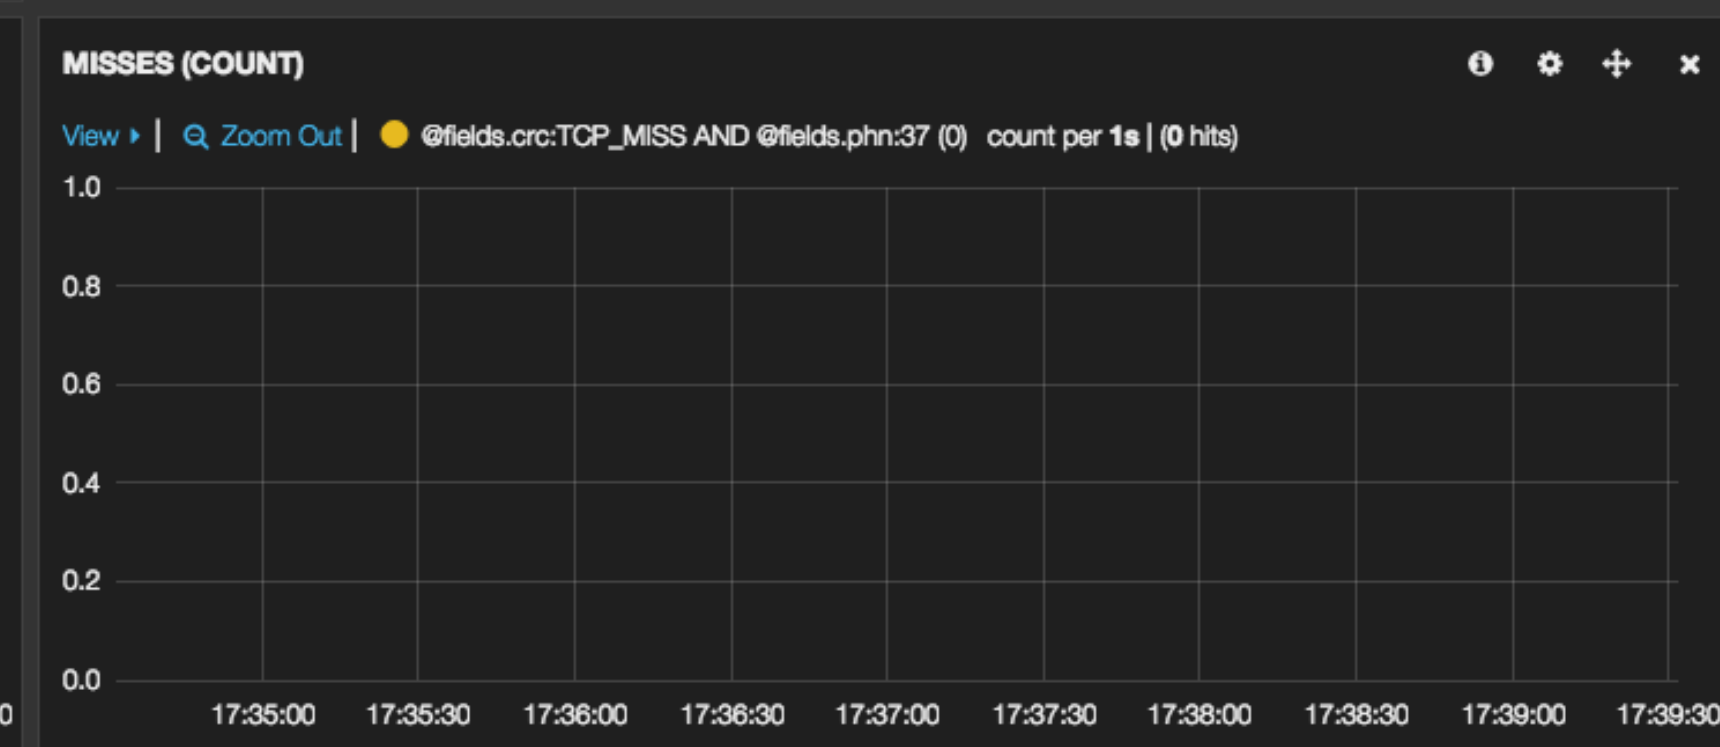 MISSES (COUNT)
View | Zoom Out | @fields.crc:TCP_MISS AND @fields.phn:37 (0) count per 1s | (0 hits)
1.0
0.8
0.6
0.4
0.2
0.0
0 17:35:00 17:35:30 17:36:00 17:36:30 17:37:00 17:37:30 17:38:00 17:38:30 17:39:00 17:39:30